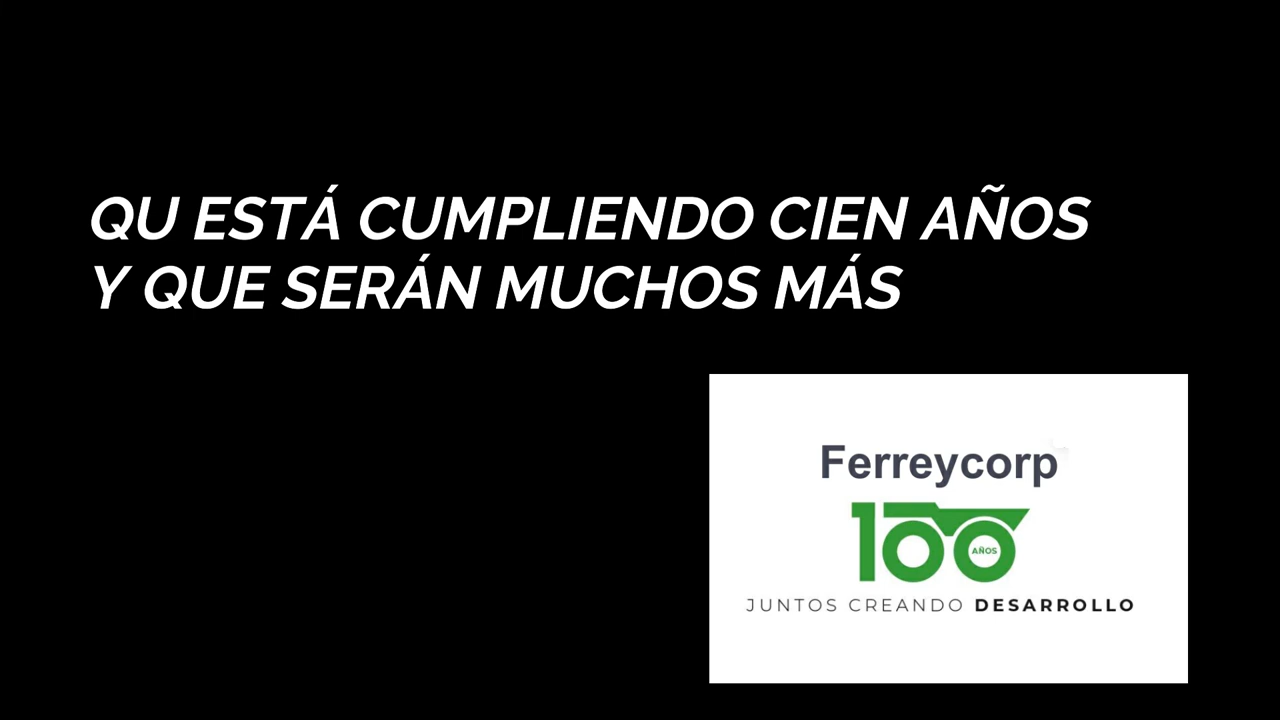 QU ESTÁ CUMPLIENDO CIEN AÑOS
Y QUE SERÁN MUCHOS MÁS
Ferreycorp
100
AÑOS
JUNTOS CREANDO DESARROLLO